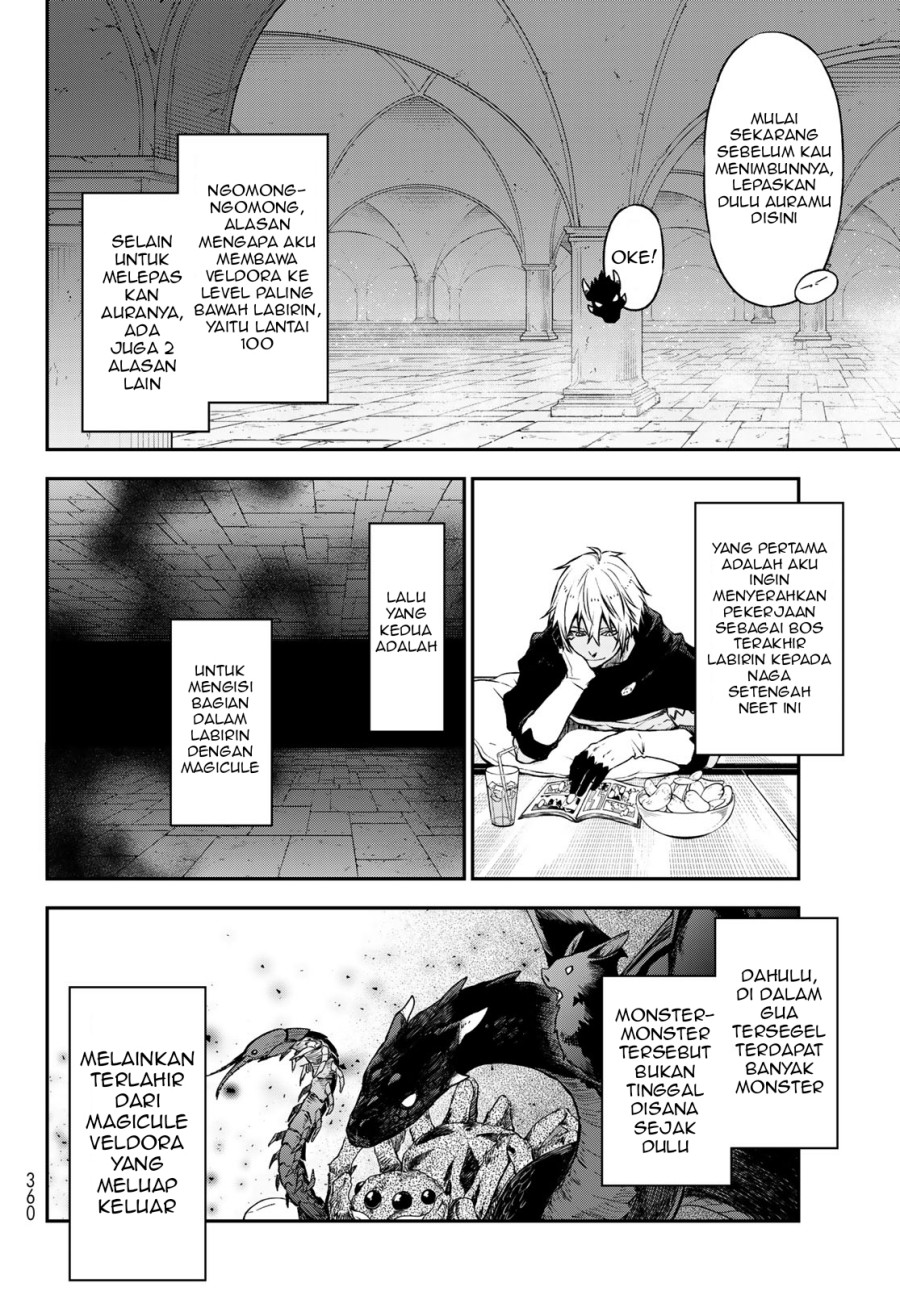 MULAI
SEKARANG
SEBELUM KAU
MENIMBUNNYA,
LEPASKAN
DULU AURAMU
DISINI
OKE!
NGOMONG-
NGOMONG,
ALASAN
MENGAPA AKU
MEMBAWA
VELDORA KE
LEVEL PALING
BAWAH LABIRIN,
YAITU LANTAI
100
SELAIN
UNTUK
MELEPAS
KAN
AURANYA,
ADA
JUGA 2
ALASAN
LAIN
YANG PERTAMA
ADALAH AKU
INGIN
MENYERAHKAN
PEKERJAAN
SEBAGAI BOS
TERAKHIR
LABIRIN KEPADA
NAGA
SETENGAH
NEET INI
LALU
YANG
KEDUA
ADALAH
UNTUK
MENGISI
BAGIAN
DALAM
LABIRIN
DENGAN
MAGICULE
DAHULU,
DI DALAM
GUA
TERSEGEL
TERDAPAT
BANYAK
MONSTER
MONSTER-
MONSTER
TERSEBUT
BUKAN
TINGGAL
DISANA
SEJAK
DULU
MELAINKAN
TERLAHIR
DARI
MAGICULE
VELDORA
YANG
MELUAP
KELUAR
360